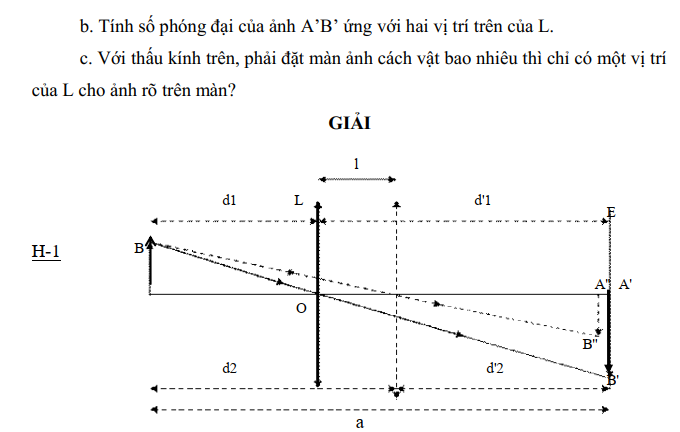 b. Tính số phóng đại của ảnh A’B’ ứng với hai vị trí trên của L.
c. Với thấu kính trên, phải đặt màn ảnh cách vật bao nhiêu thì chỉ có một vị trí
của L cho ảnh rõ trên màn?
GIẢI
l
d1 L d'1
E
H-1 B
A" A'
O
B"
d2 d'2
B'
a